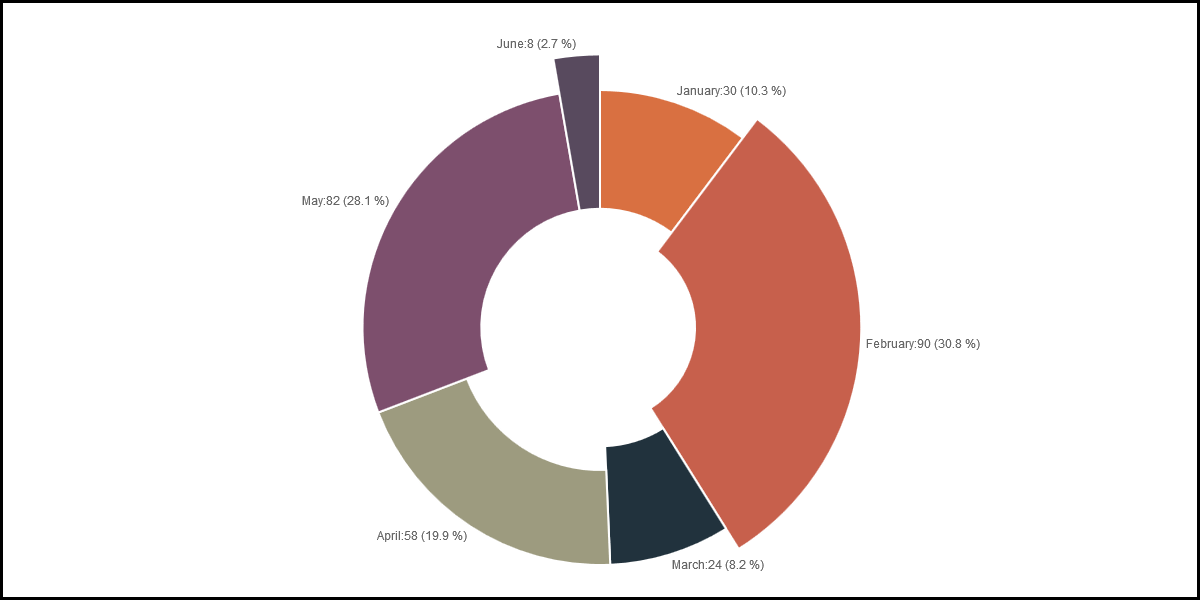 June:8 (2.7 %)
January:30 (10.3 %)
May:82 (28.1 %)
February:90 (30.8 %)
April:58 (19.9 %)
March:24 (8.2 %)